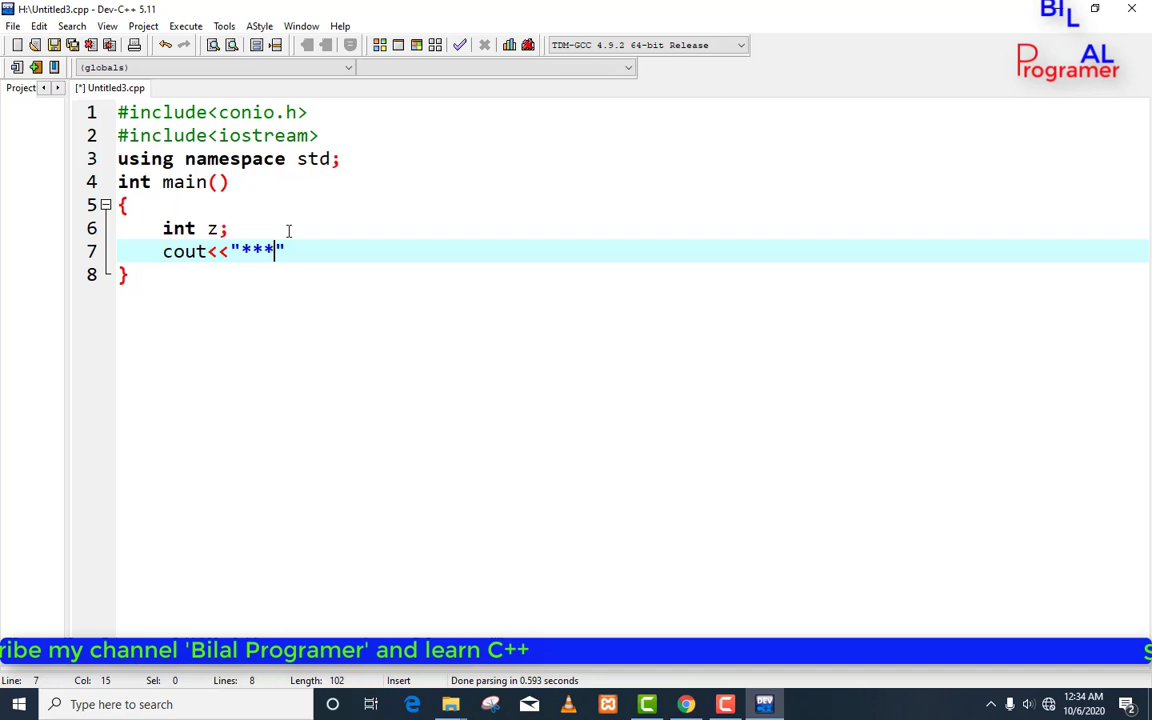 H:\Untitled3.cpp - Dev-C++ 5.11
BIL
File Edit Search View Project Execute Tools AStyle Window Help
TDM-GCC 4.9.2 64-bit Release
AL
Programer
(globals)
Project
[*] Untitled3.cpp
1 #include<conio.h>
2 #include<iostream>
3 using namespace std;
4 int main()
5 {
6 int z;
7 cout<<"***"
8 }
ribe my channel 'Bilal Programer' and learn C++ S
Line: 7 Col: 15 Sel: 0 Lines: 8 Length: 102 Insert Done parsing in 0.593 seconds
Type here to search
DEV
12:34 AM
10/6/2020
2